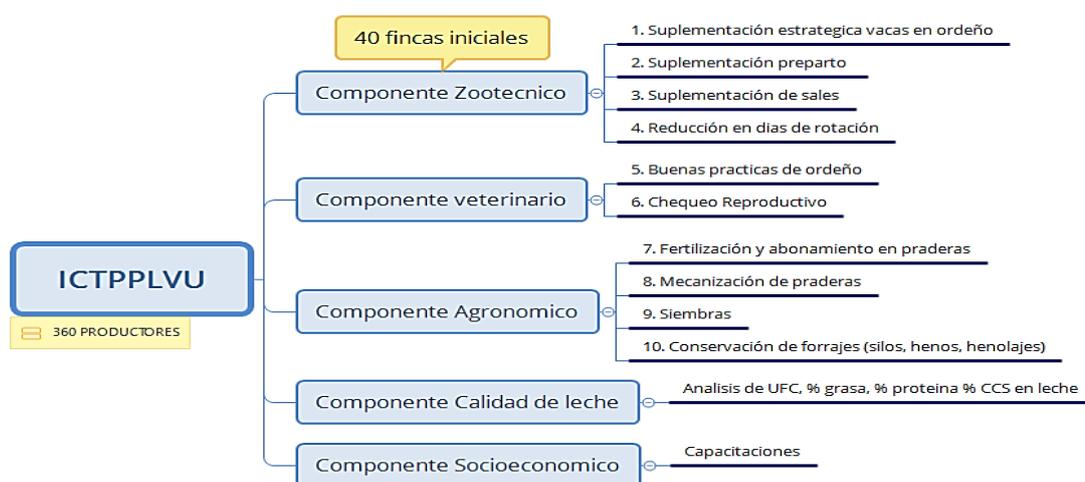 40 fincas iniciales
Componente Zootecnico
1. Suplementación estrategica vacas en ordeño
2. Suplementación preparto
3. Suplementación de sales
4. Reducción en dias de rotación
Componente veterinario
5. Buenas practicas de ordeño
6. Chequeo Reproductivo
ICTPPLVU
360 PRODUCTORES
Componente Agronomico
7. Fertilización y abonamiento en praderas
8. Mecanización de praderas
9. Siembras
10. Conservación de forrajes (silos, henos, henolajes)
Componente Calidad de leche
Analisis de UFC, % grasa, % proteina % CCS en leche
Componente Socioeconomico
Capacitaciones